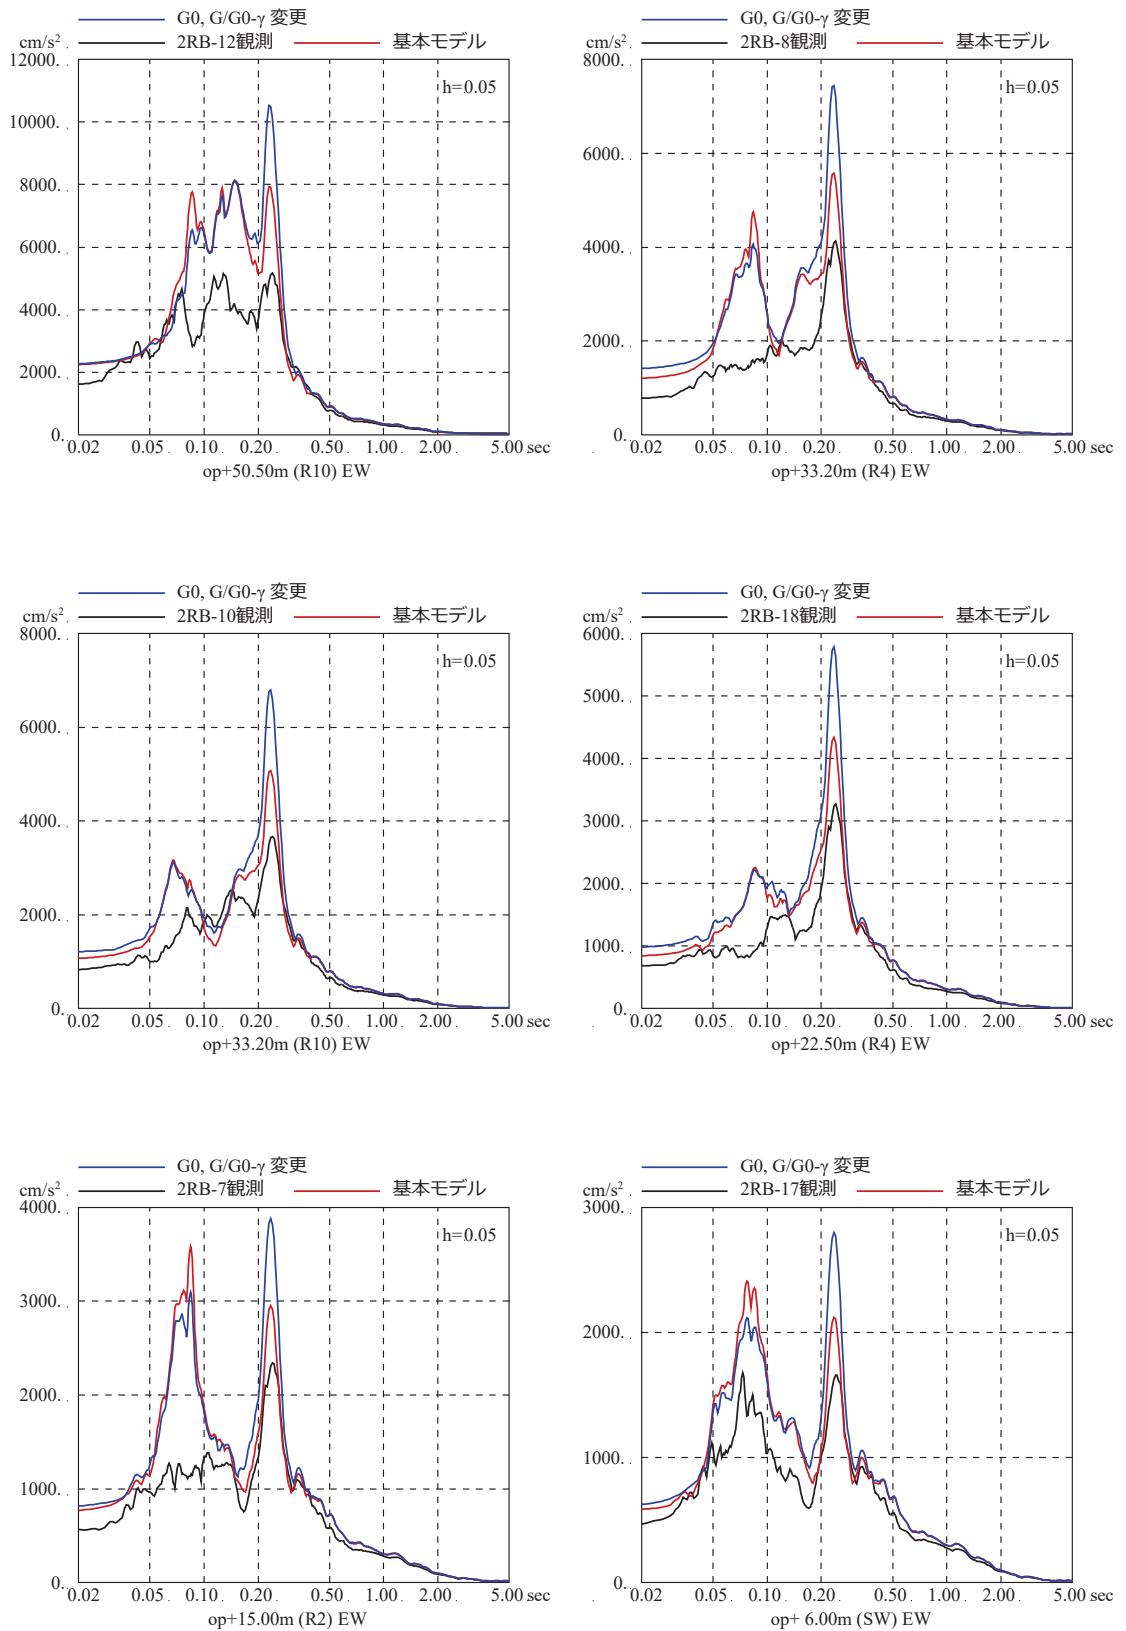 G0, G/G0-γ 変更
cm/s² 2RB-12観測 基本モデル
12000.
h=0.05
10000.
8000.
6000.
4000.
2000.
0.
0.02 0.05 0.10 0.20 0.50 1.00 2.00 5.00 sec
op+50.50m (R10) EW
G0, G/G0-γ 変更
cm/s² 2RB-8観測 基本モデル
8000.
h=0.05
6000.
4000.
2000.
0.
0.02 0.05 0.10 0.20 0.50 1.00 2.00 5.00 sec
op+33.20m (R4) EW
G0, G/G0-γ 変更
cm/s² 2RB-10観測 基本モデル
8000.
h=0.05
6000.
4000.
2000.
0.
0.02 0.05 0.10 0.20 0.50 1.00 2.00 5.00 sec
op+33.20m (R10) EW
G0, G/G0-γ 変更
cm/s² 2RB-18観測 基本モデル
6000.
h=0.05
5000.
4000.
3000.
2000.
1000.
0.
0.02 0.05 0.10 0.20 0.50 1.00 2.00 5.00 sec
op+22.50m (R4) EW
G0, G/G0-γ 変更
cm/s² 2RB-7観測 基本モデル
4000.
h=0.05
3000.
2000.
1000.
0.
0.02 0.05 0.10 0.20 0.50 1.00 2.00 5.00 sec
op+15.00m (R2) EW
G0, G/G0-γ 変更
cm/s² 2RB-17観測 基本モデル
3000.
h=0.05
2000.
1000.
0.
0.02 0.05 0.10 0.20 0.50 1.00 2.00 5.00 sec
op+ 6.00m (SW) EW